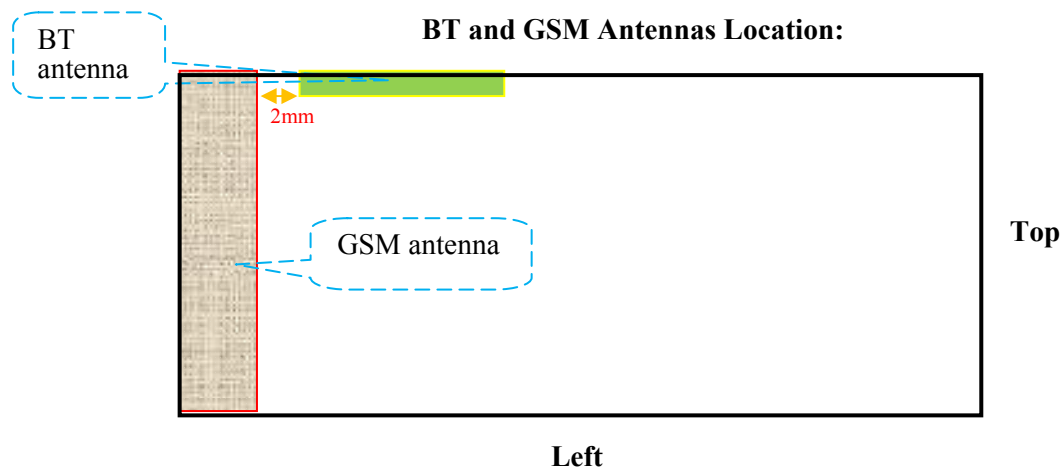 BT and GSM Antennas Location:
BT
antenna
2mm
GSM antenna
Top
Left